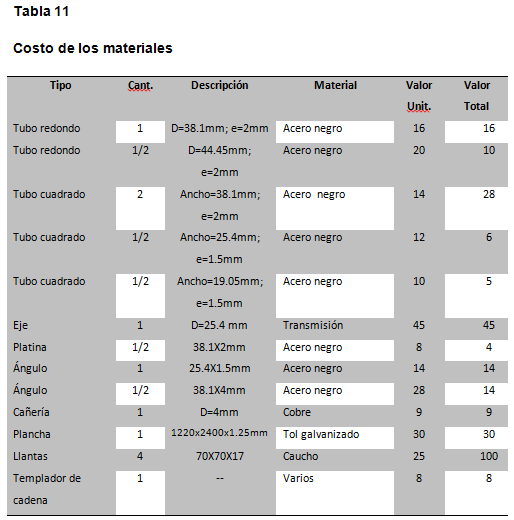 Tabla 11
Costo de los materiales
Tipo Cant. Descripción Material Valor Unit. Valor Total
Tubo redondo 1 D=38.1mm; e=2mm Acero negro 16 16
Tubo redondo 1/2 D=44.45mm; e=2mm Acero negro 20 10
Tubo cuadrado 2 Ancho=38.1mm; e=2mm Acero negro 14 28
Tubo cuadrado 1/2 Ancho=25.4mm; e=1.5mm Acero negro 12 6
Tubo cuadrado 1/2 Ancho=19.05mm; e=1.5mm Acero negro 10 5
Eje 1 D=25.4 mm Transmisión 45 45
Platina 1/2 38.1X2mm Acero negro 8 4
Ángulo 1 25.4X1.5mm Acero negro 14 14
Ángulo 1/2 38.1X4mm Acero negro 28 14
Cañería 1 D=4mm Cobre 9 9
Plancha 1 1220x2400x1.25mm Tol galvanizado 30 30
Llantas 4 70X70X17 Caucho 25 100
Templador de cadena 1 -- Varios 8 8